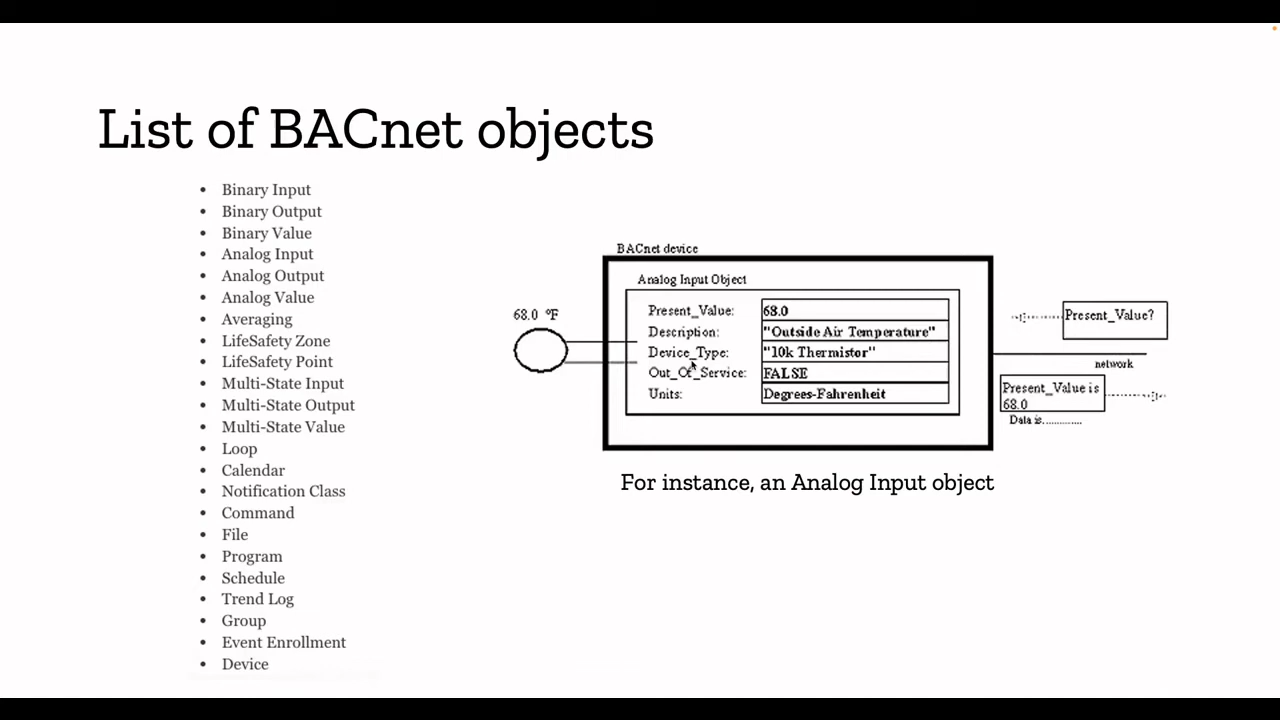 List of BACnet objects
• Binary Input
• Binary Output
• Binary Value
• Analog Input
• Analog Output
• Analog Value
• Averaging
• LifeSafety Zone
• LifeSafety Point
• Multi-State Input
• Multi-State Output
• Multi-State Value
• Loop
• Calendar
• Notification Class
• Command
• File
• Program
• Schedule
• Trend Log
• Group
• Event Enrollment
• Device
68.0 °F
BACnet device
Analog Input Object
Present_Value: 68.0
Description: "Outside Air Temperature"
Device_Type: "10k Thermistor"
Out_Of_Service: FALSE
Units: Degrees-Fahrenheit
Present_Value?
network
Present_Value is
68.0
Data is..............
For instance, an Analog Input object